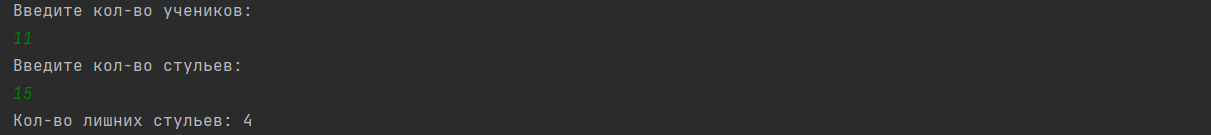 Введите кол-во учеников:
11
Введите кол-во стульев:
15
Кол-во лишних стульев: 4